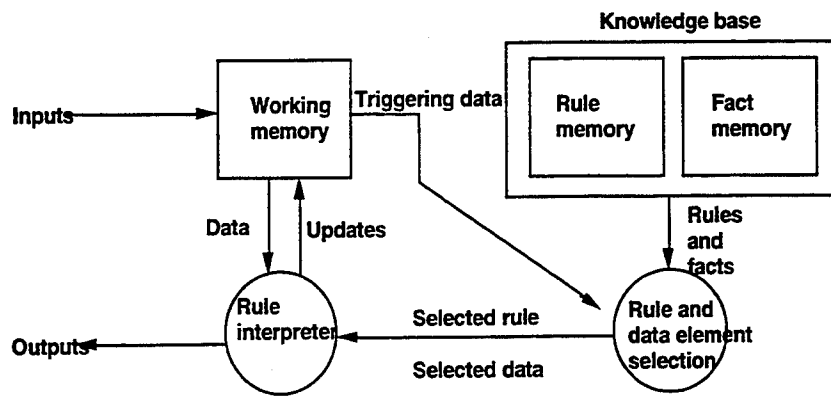 Knowledge base
Inputs
Working
memory
Triggering data
Rule
memory
Fact
memory
Data
Updates
Rules
and
facts
Rule
interpreter
Selected rule
Selected data
Rule and
data element
selection
Outputs